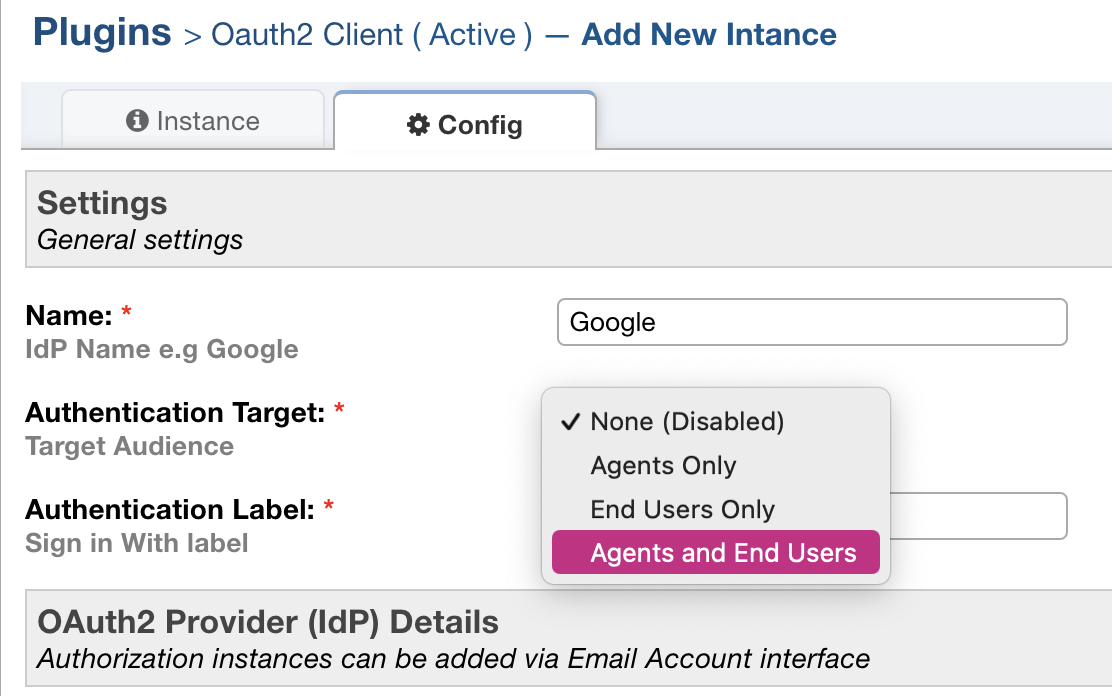 Plugins > Oauth2 Client ( Active ) — Add New Intance
Instance
Config
Settings
General settings
Name: *
IdP Name e.g Google
Google
Authentication Target: *
Target Audience
✓ None (Disabled)
Agents Only
End Users Only
Agents and End Users
Authentication Label: *
Sign in With label
OAuth2 Provider (IdP) Details
Authorization instances can be added via Email Account interface